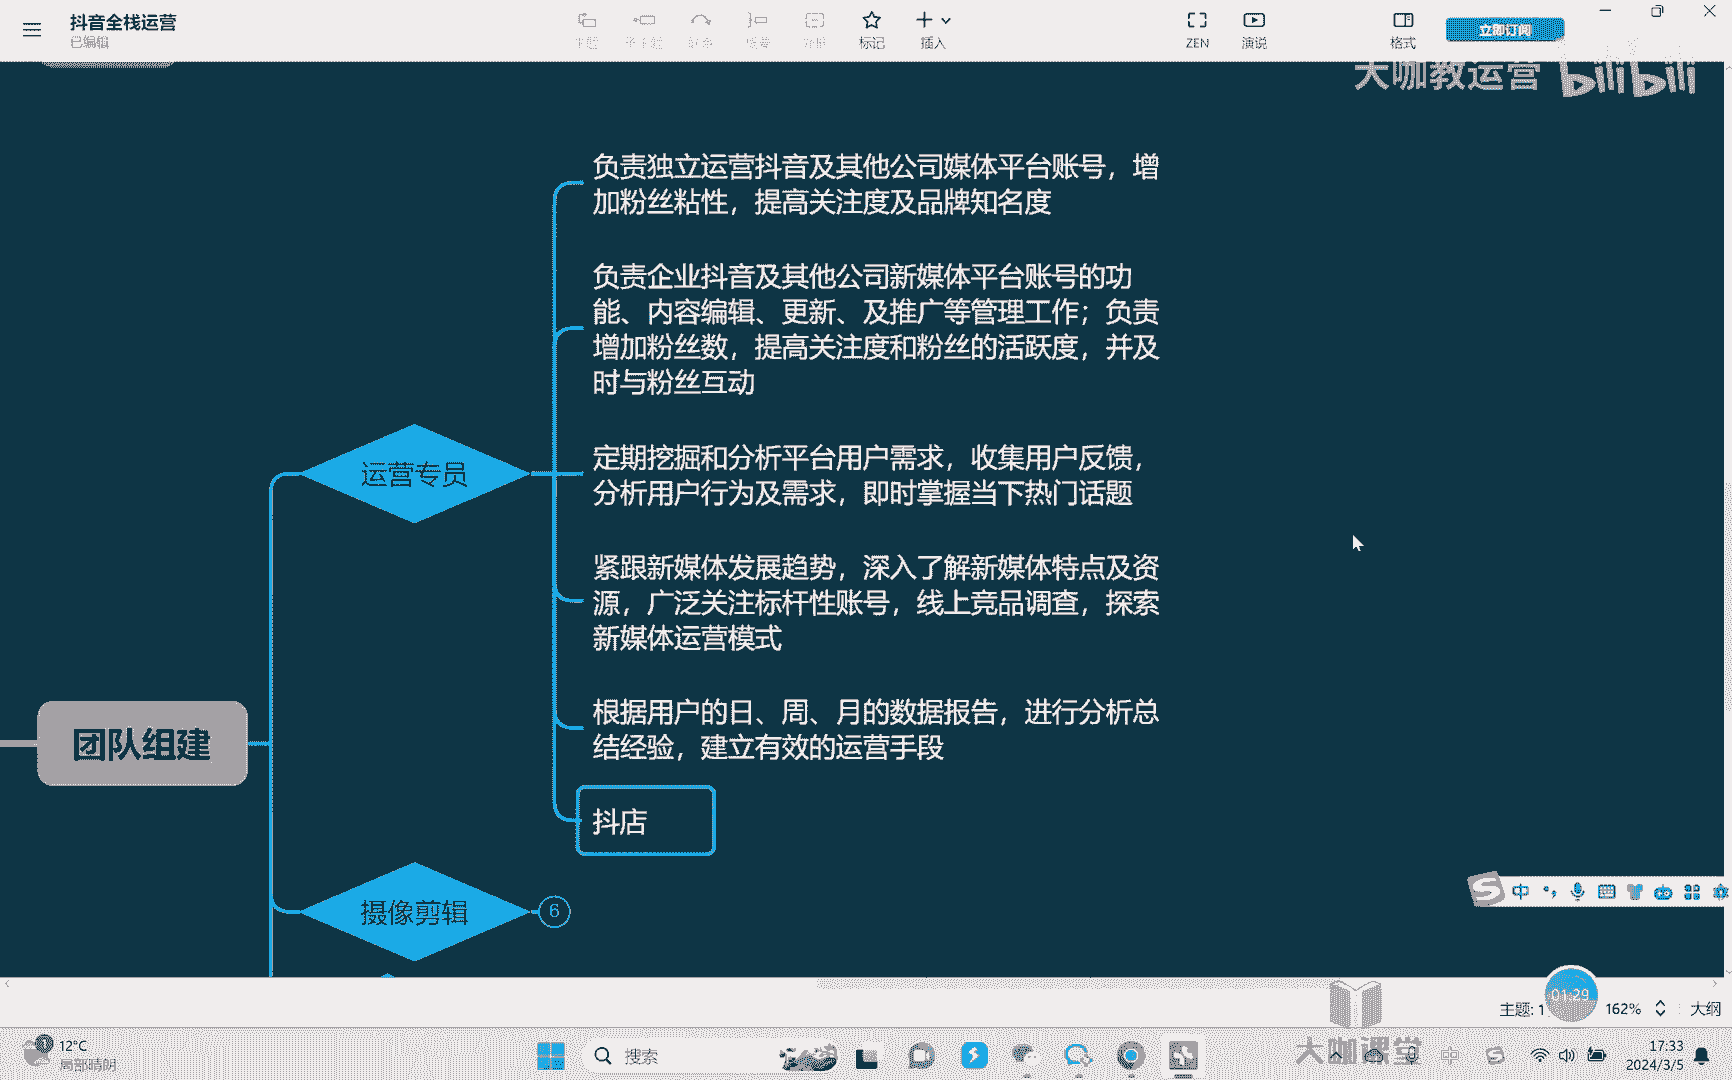 抖音全栈运营
已编辑
标记
插入
ZEN
演说
格式
立即订阅
大咖教运营 bilibili
负责独立运营抖音及其他公司媒体平台账号，增
加粉丝粘性，提高关注度及品牌知名度
负责企业抖音及其他公司新媒体平台账号的功
能、内容编辑、更新、及推广等管理工作；负责
增加粉丝数，提高关注度和粉丝的活跃度，并及
时与粉丝互动
运营专员
定期挖掘和分析平台用户需求，收集用户反馈，
分析用户行为及需求，即时掌握当下热门话题
紧跟新媒体发展趋势，深入了解新媒体特点及资
源，广泛关注标杆性账号，线上竞品调查，探索
新媒体运营模式
团队组建
根据用户的日、周、月的数据报告，进行分析总
结经验，建立有效的运营手段
抖店
摄像剪辑
6
中
主题: 1
01:29
162%
大纲
1
12°C
局部晴朗
搜索
大咖课堂
中
17:33
2024/3/5